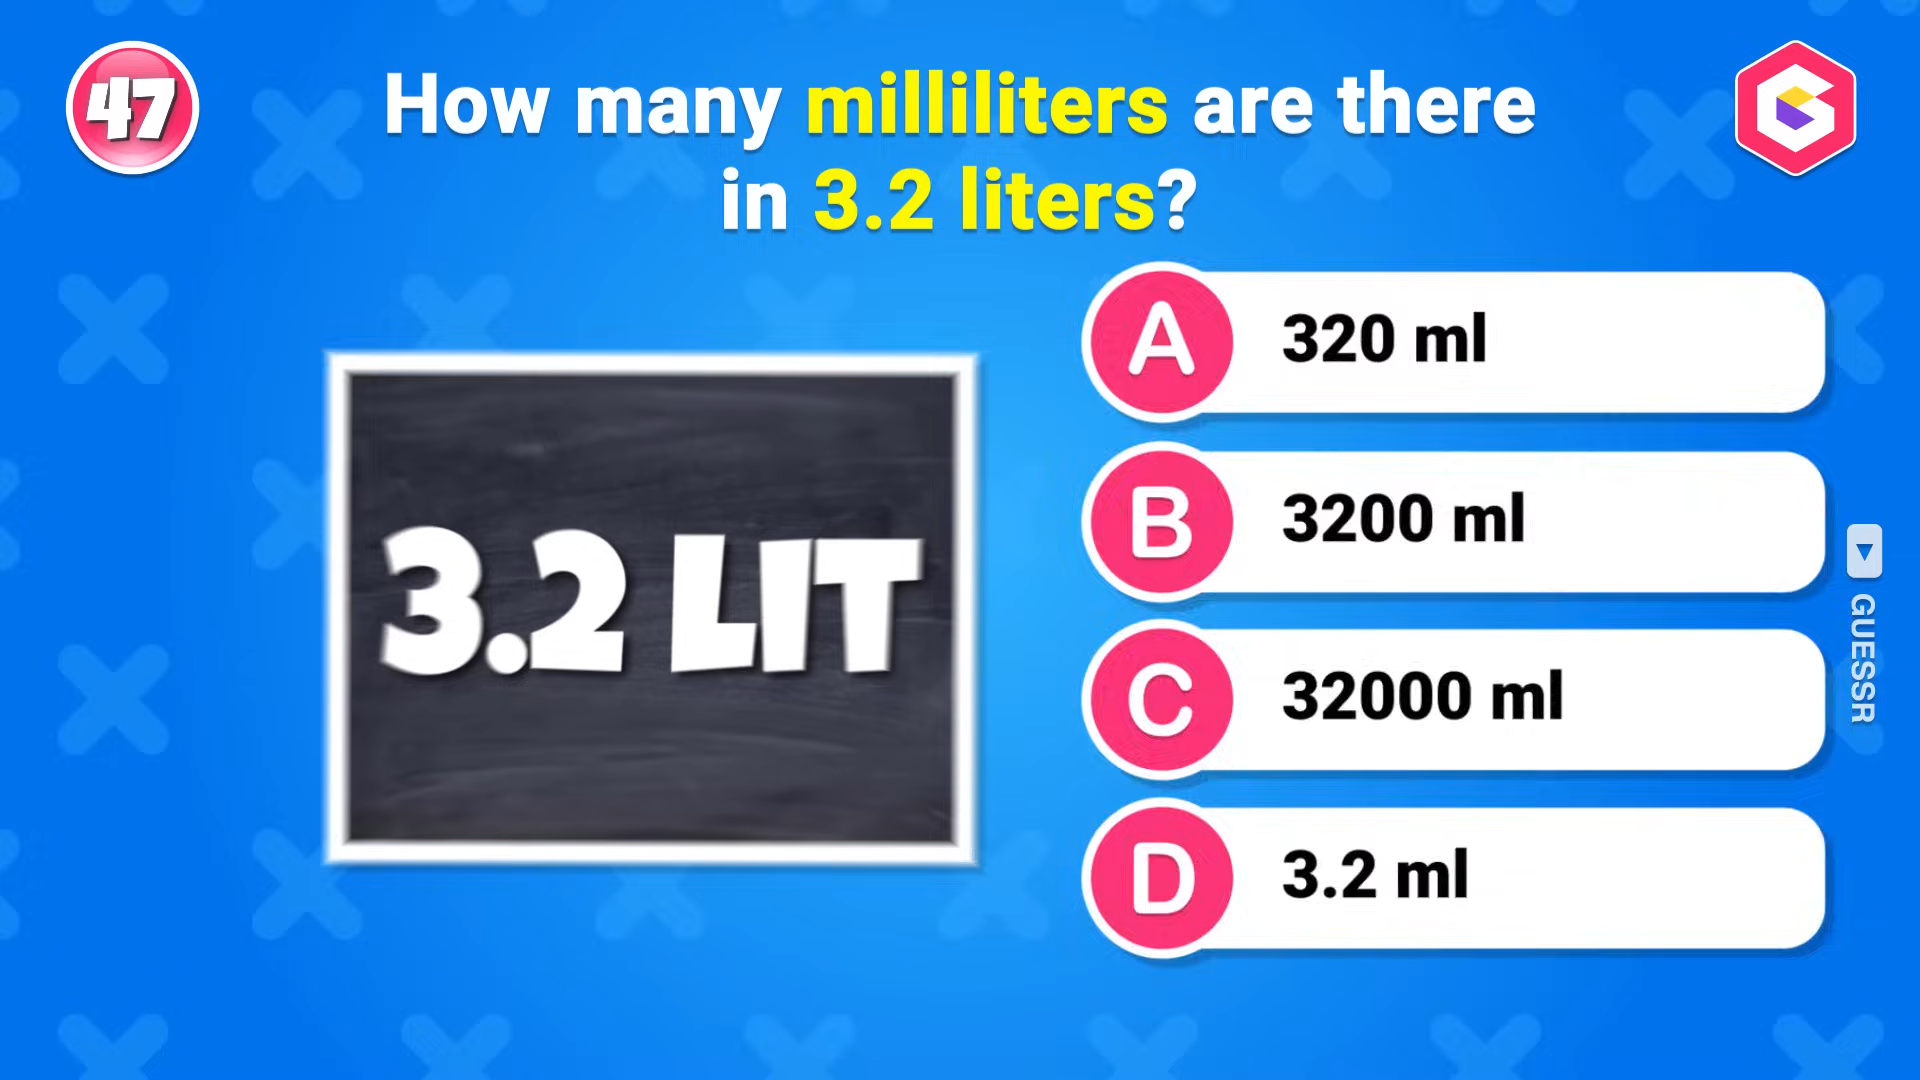 47
How many milliliters are there
in 3.2 liters?
3.2 LIT
A 320 ml
B 3200 ml
C 32000 ml
D 3.2 ml
GUESSR